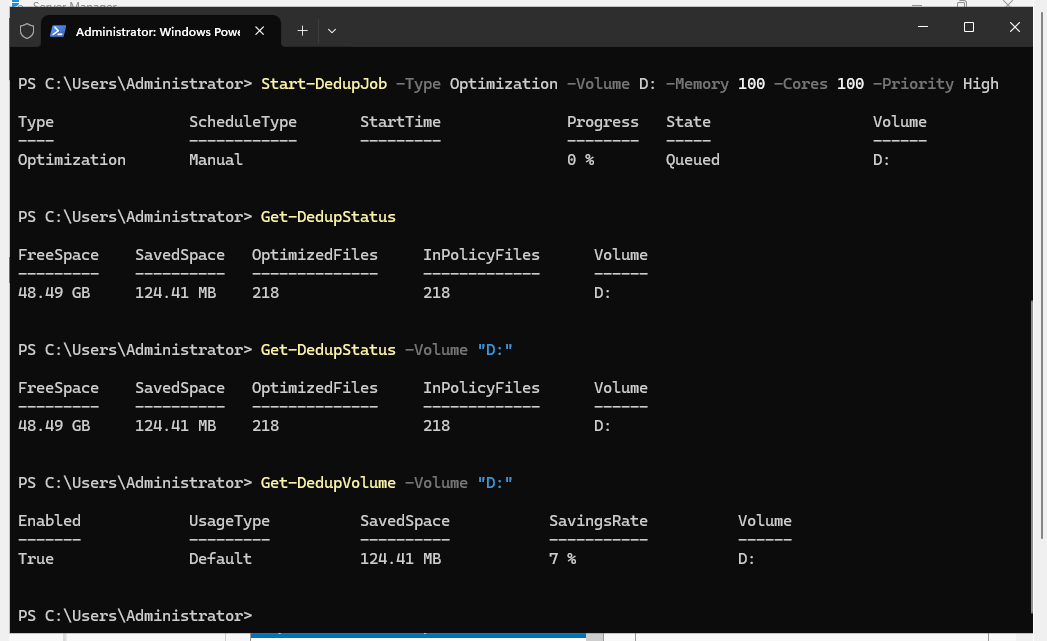 Server Manager
Administrator: Windows Powe
PS C:\Users\Administrator> Start-DedupJob -Type Optimization -Volume D: -Memory 100 -Cores 100 -Priority High
Type ScheduleType StartTime Progress State Volume
---- ------------ --------- -------- ----- ------
Optimization Manual 0 % Queued D:
PS C:\Users\Administrator> Get-DedupStatus
FreeSpace SavedSpace OptimizedFiles InPolicyFiles Volume
--------- ---------- -------------- ------------- ------
48.49 GB 124.41 MB 218 218 D:
PS C:\Users\Administrator> Get-DedupStatus -Volume "D:"
FreeSpace SavedSpace OptimizedFiles InPolicyFiles Volume
--------- ---------- -------------- ------------- ------
48.49 GB 124.41 MB 218 218 D:
PS C:\Users\Administrator> Get-DedupVolume -Volume "D:"
Enabled UsageType SavedSpace SavingsRate Volume
------- --------- ---------- ----------- ------
True Default 124.41 MB 7 % D:
PS C:\Users\Administrator>